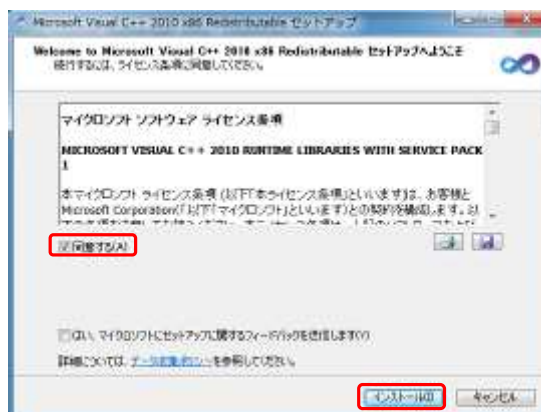 Microsoft Visual C++ 2010 x86 Redistributable セットアップ
Welcome to Microsoft Visual C++ 2010 x86 Redistributable セットアップへようこそ
続行するには、ライセンス条項に同意してください。
マイクロソフト ソフトウェア ライセンス条項
MICROSOFT VISUAL C++ 2010 RUNTIME LIBRARIES WITH SERVICE PACK
1
本マイクロソフト ライセンス条項 (以下「本ライセンス条項」といいます) は、お客様と
Microsoft Corporation (以下「マイクロソフト」といいます) との契約を構成します。以
同意する(A)
はい、マイクロソフトにセットアップに関するフィードバックを送信します(Y)
詳細については、データ収集ポリシーを参照してください。
インストール(I)
キャンセル